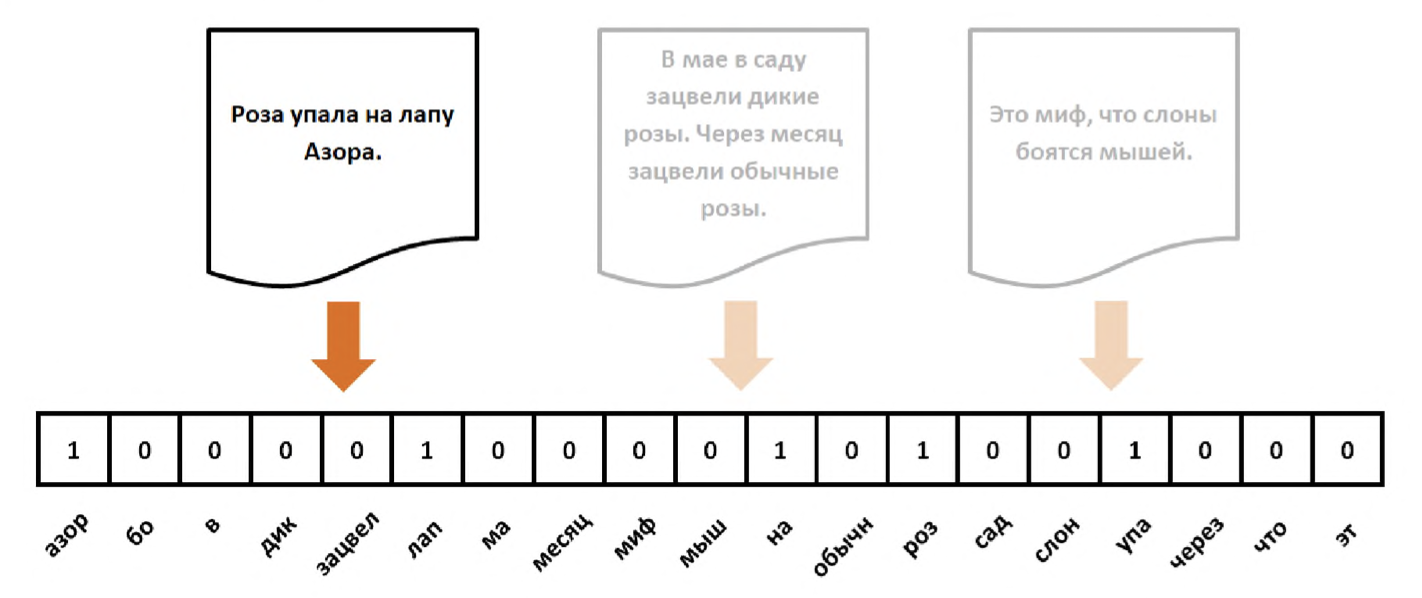 Роза упала на лапу
Азора.
В мае в саду
зацвели дикие
розы. Через месяц
зацвели обычные
розы.
Это миф, что слоны
боятся мышей.
1 0 0 0 0 1 0 0 0 0 1 0 1 0 0 1 0 0 0
азор бо в дик зацвел лап ма месяц миф мыш на обычн роз сад слон упа через что эт